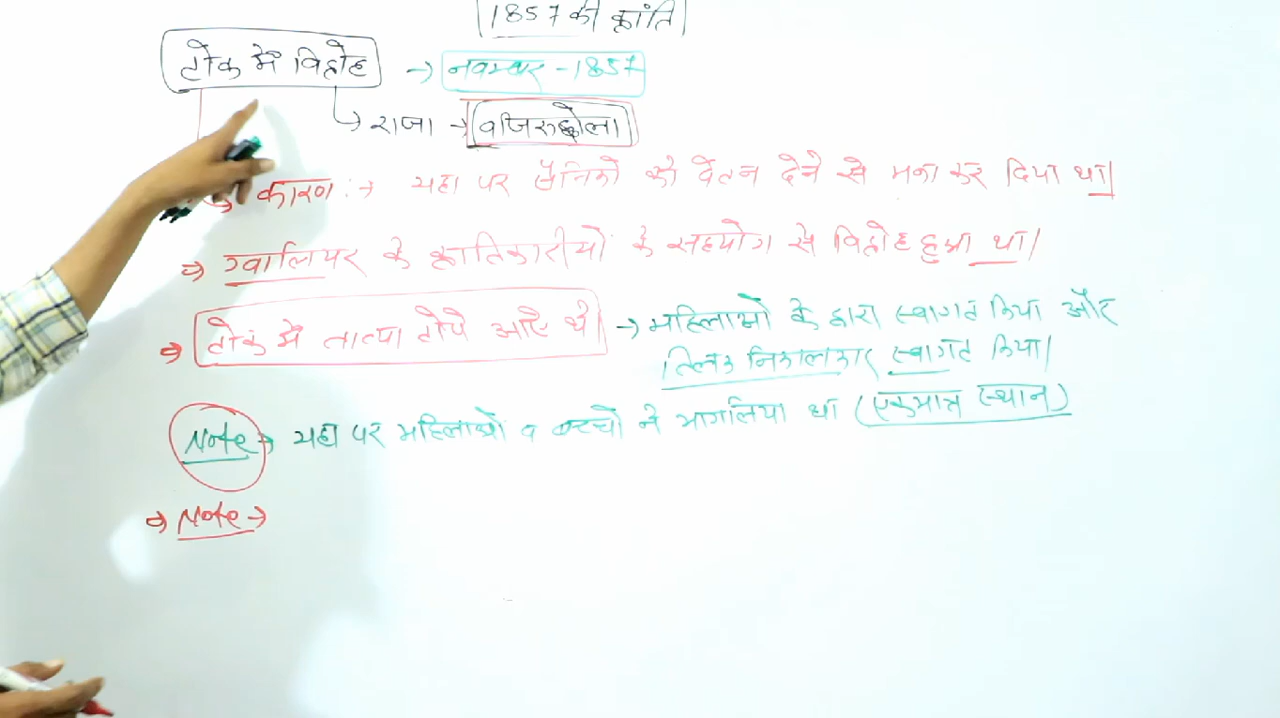 1857 की क्रांति
टोंक में विद्रोह → नवम्बर - 1857
→ राजा → वजिरुद्दोला
कारण :→ यहा पर सैनिकों को वेतन देने से मना कर दिया था।
⇒ ग्वालियर के क्रातिकारीयों के सहयोग से विद्रोह हुआ था।
⇒ टोंक में तात्या टोपे आऐ थे। → महिलाओं के द्वारा स्वागत किया और
तिलक निकालकर स्वागत किया।
Note → यहा पर महिलाओं व बच्चों ने भागलिया था (एकमात्र स्थान)
⇒ Note →